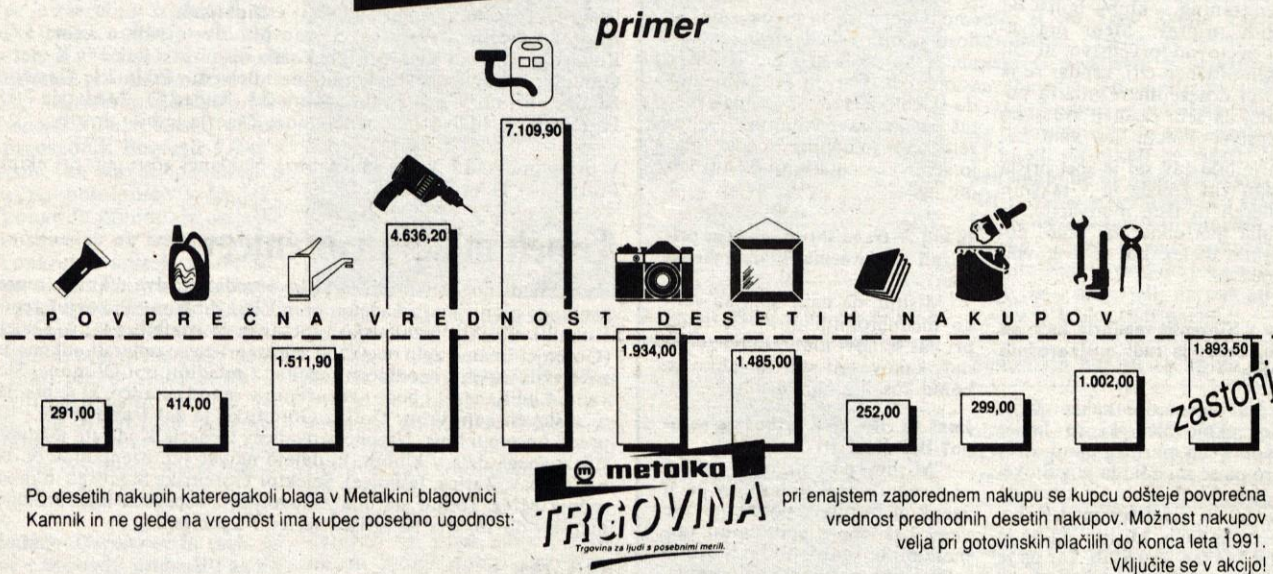 primer
7.109,90
4.636,20
POVPREČNA VREDNOST DESETIH NAKUPOV
291,00
414,00
1.511,90
1.934,00
1.485,00
252,00
299,00
1.002,00
1.893,50
zastonj
Po desetih nakupih kateregakoli blaga v Metalkini blagovnici
Kamnik in ne glede na vrednost ima kupec posebno ugodnost:
metalka
TRGOVINA
Trgovina za ljudi s posebnimi merili.
pri enajstem zaporednem nakupu se kupcu odšteje povprečna
vrednost predhodnih desetih nakupov. Možnost nakupov
velja pri gotovinskih plačilih do konca leta 1991.
Vključite se v akcijo!